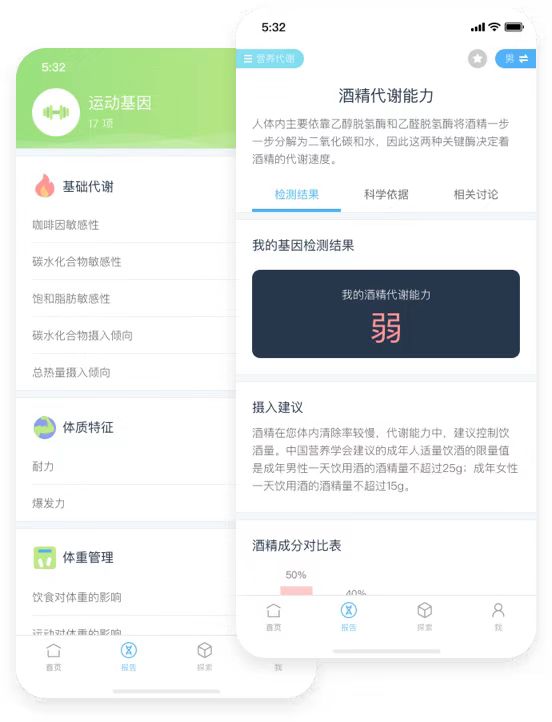 5:32
运动基因
17 项
基础代谢
咖啡因敏感性
碳水化合物敏感性
饱和脂肪敏感性
碳水化合物摄入倾向
总热量摄入倾向
体质特征
耐力
爆发力
体重管理
饮食对体重的影响
运动对体重的影响
首页
报告
探索
我
5:32
营养代谢
男
酒精代谢能力
人体内主要依靠乙醇脱氢酶和乙醛脱氢酶将酒精一步
一步分解为二氧化碳和水，因此这两种关键酶决定着
酒精的代谢速度。
检测结果
科学依据
相关讨论
我的基因检测结果
我的酒精代谢能力
弱
摄入建议
酒精在您体内清除率较慢，代谢能力中，建议控制饮
酒量。中国营养学会建议的成年人适量饮酒的限量值
是成年男性一天饮用酒的酒精量不超过25g；成年女性
一天饮用酒的酒精量不超过15g。
酒精成分对比表
50%
40%
首页
报告
探索
我